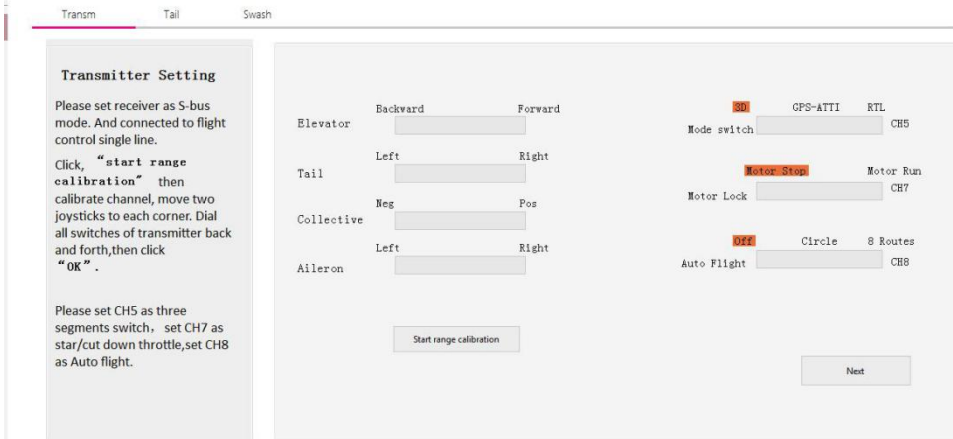 Transm Tail Swash
Transmitter Setting
Please set receiver as S-bus
mode. And connected to flight
control single line.
Click, “start range
calibration” then
calibrate channel, move two
joysticks to each corner. Dial
all switches of transmitter back
and forth,then click
“OK”.
Please set CH5 as three
segments switch, set CH7 as
star/cut down throttle,set CH8
as Auto flight.
Backward Forward
Elevator
Left Right
Tail
Neg Pos
Collective
Left Right
Aileron
Start range calibration
3D GPS-ATTI RTL
Mode switch CH5
Motor Stop Motor Run
Motor Lock CH7
Off Circle 8 Routes
Auto Flight CH8
Next